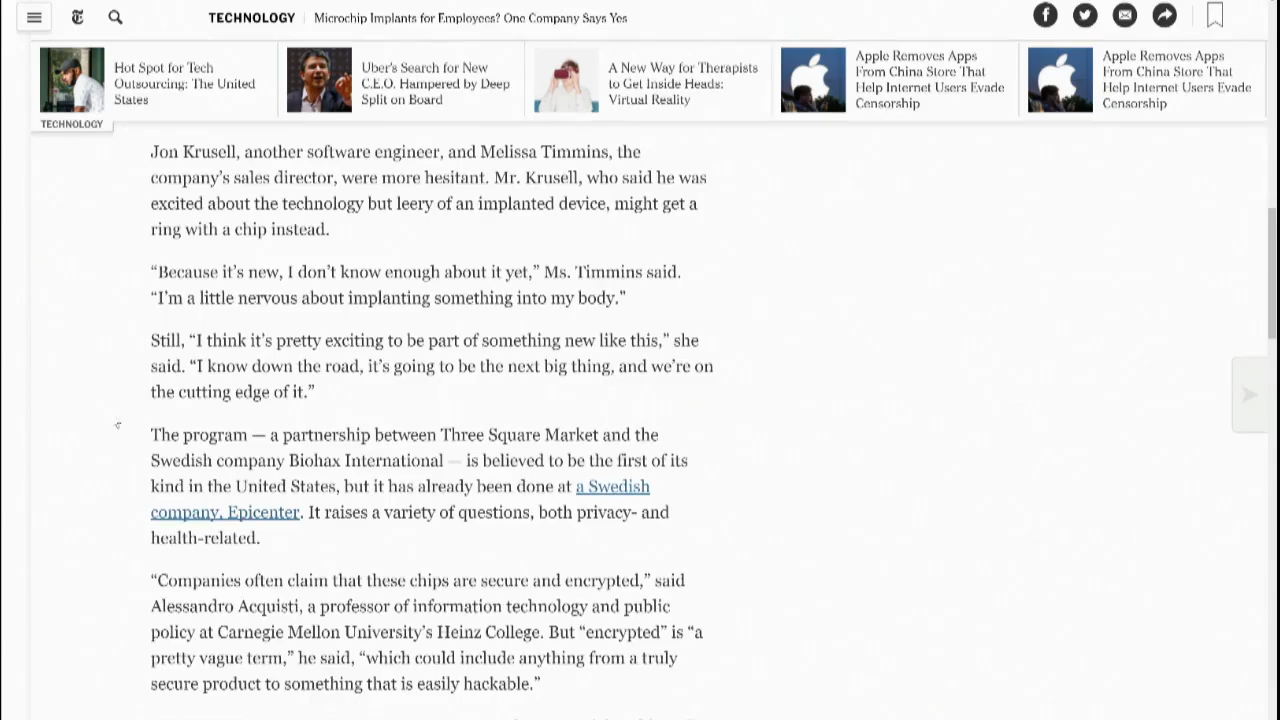 TECHNOLOGY
Microchip Implants for Employees? One Company Says Yes
Hot Spot for Tech
Outsourcing: The United
States
Uber's Search for New
C.E.O. Hampered by Deep
Split on Board
A New Way for Therapists
to Get Inside Heads:
Virtual Reality
Apple Removes Apps
From China Store That
Help Internet Users Evade
Censorship
Apple Removes Apps
From China Store That
Help Internet Users Evade
Censorship
TECHNOLOGY
Jon Krusell, another software engineer, and Melissa Timmins, the
company's sales director, were more hesitant. Mr. Krusell, who said he was
excited about the technology but leery of an implanted device, might get a
ring with a chip instead.
“Because it's new, I don't know enough about it yet,” Ms. Timmins said.
“I'm a little nervous about implanting something into my body.”
Still, “I think it's pretty exciting to be part of something new like this,” she
said. “I know down the road, it's going to be the next big thing, and we're on
the cutting edge of it.”
The program — a partnership between Three Square Market and the
Swedish company Biohax International — is believed to be the first of its
kind in the United States, but it has already been done at a Swedish
company, Epicenter. It raises a variety of questions, both privacy- and
health-related.
“Companies often claim that these chips are secure and encrypted,” said
Alessandro Acquisti, a professor of information technology and public
policy at Carnegie Mellon University's Heinz College. But “encrypted” is “a
pretty vague term,” he said, “which could include anything from a truly
secure product to something that is easily hackable.”